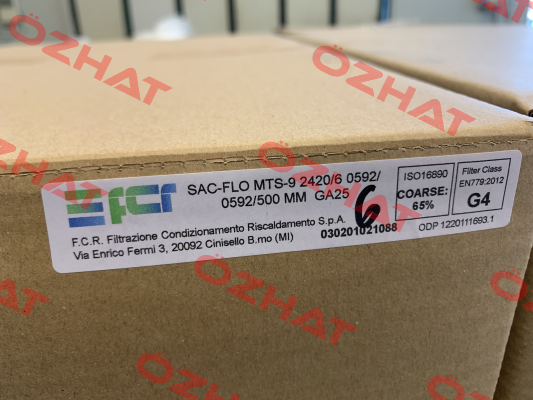 ÖZHAT
ÖZHAT
ÖZHAT
ÖZHAT
fcr
SAC-FLO MTS-9 2420/6 0592/
0592/500 MM GA25
6
ISO16890
COARSE:
65%
Filter Class
EN779:2012
G4
F.C.R. Filtrazione Condizionamento Riscaldamento S.p.A.
Via Enrico Fermi 3, 20092 Cinisello B.mo (MI)
030201021088
ODP 1220111693.1
ÖZHAT
ÖZHAT
ÖZHAT
ÖZHAT